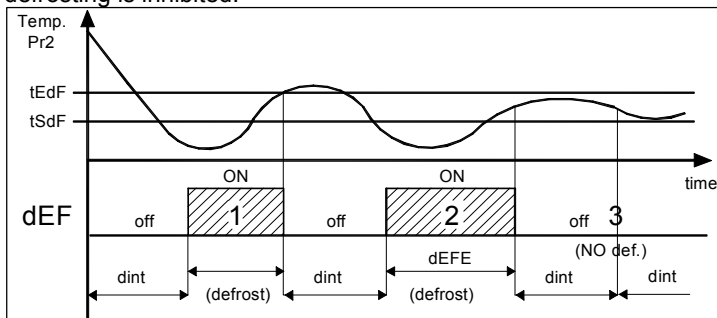 defrosting is inhibited.
Temp.
Pr2
tEdF
tSdF
time
ON
ON
dEF
off
1
off
2
off
3
(NO def.)
dEFE
dint
(defrost)
dint
(defrost)
dint
dint